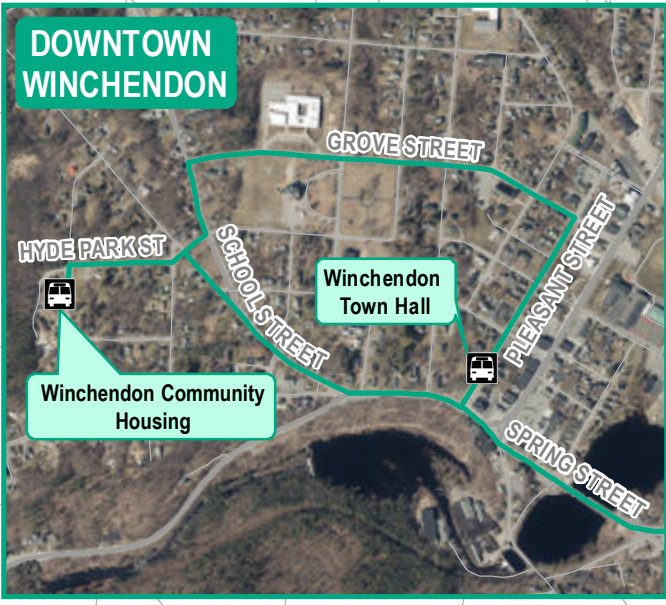 DOWNTOWN
WINCHENDON
GROVE STREET
HYDE PARK ST
SCHOOL STREET
Winchendon
Town Hall
PLEASANT STREET
Winchendon Community
Housing
SPRING STREET